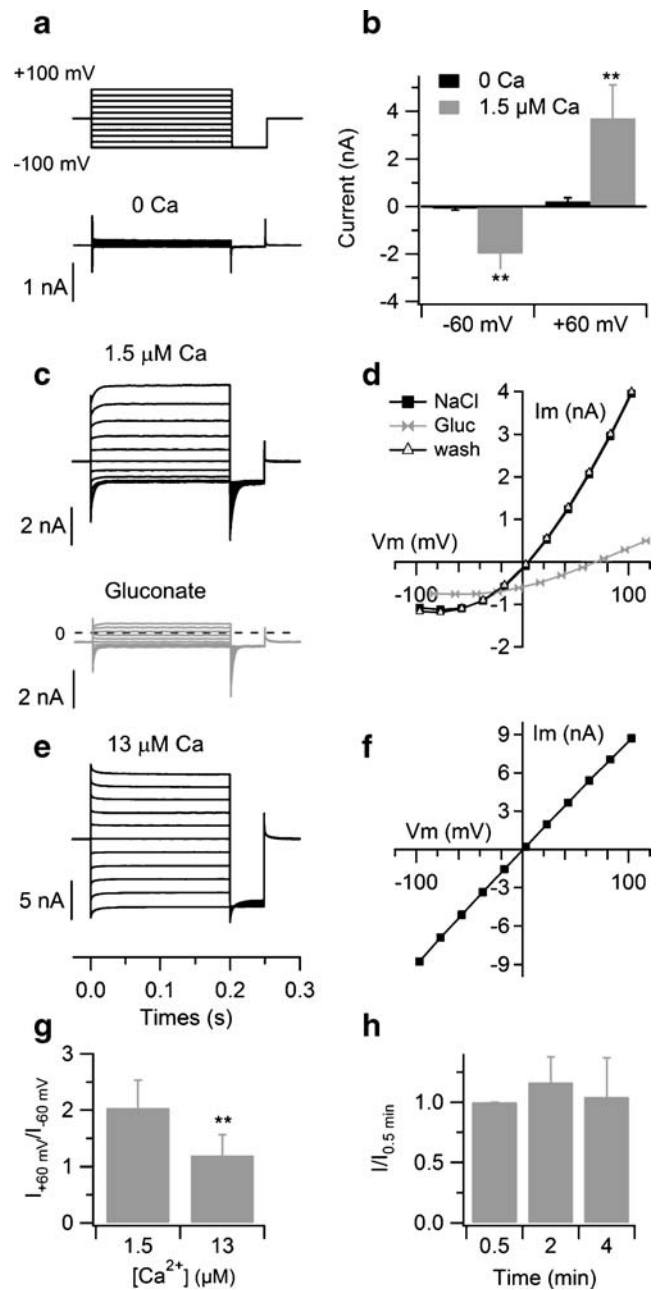 a
+100 mV
-100 mV
0 Ca
1 nA
b
0 Ca
1.5 µM Ca
**
**
Current (nA)
4
2
0
-2
-4
-60 mV
+60 mV
c
1.5 µM Ca
2 nA
Gluconate
0
2 nA
d
NaCl
Gluc
wash
Im (nA)
Vm (mV)
4
3
2
1
-1
-2
-100
100
e
13 µM Ca
5 nA
0.0
0.1
0.2
0.3
Times (s)
f
Im (nA)
Vm (mV)
9
6
3
-3
-6
-9
-100
100
g
I+60 mV/I-60 mV
3
2
1
0
**
1.5
13
[Ca2+] (µM)
h
I/I0.5 min
1.0
0.5
0.0
0.5
2
4
Time (min)